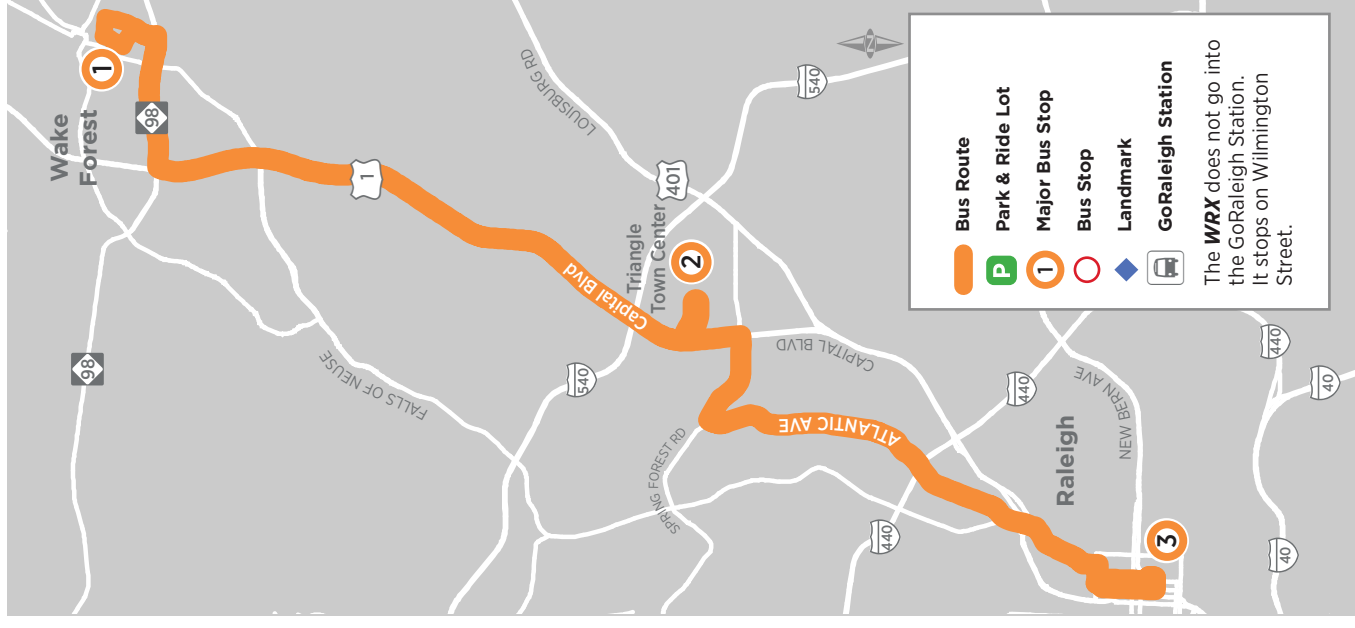 Wake
Forest
1
98
98
1
LOUISBURG RD
540
401
Triangle
Town Center
2
Capital Blvd
540
FALLS OF NEUSE
CAPITAL BLVD
SPRING FOREST RD
ATLANTIC AVE
440
440
440
NEW BERN AVE
Raleigh
3
40
40
N
Bus Route
P
Park & Ride Lot
1
Major Bus Stop
Bus Stop
Landmark
GoRaleigh Station
The WRX does not go into
the GoRaleigh Station.
It stops on Wilmington
Street.